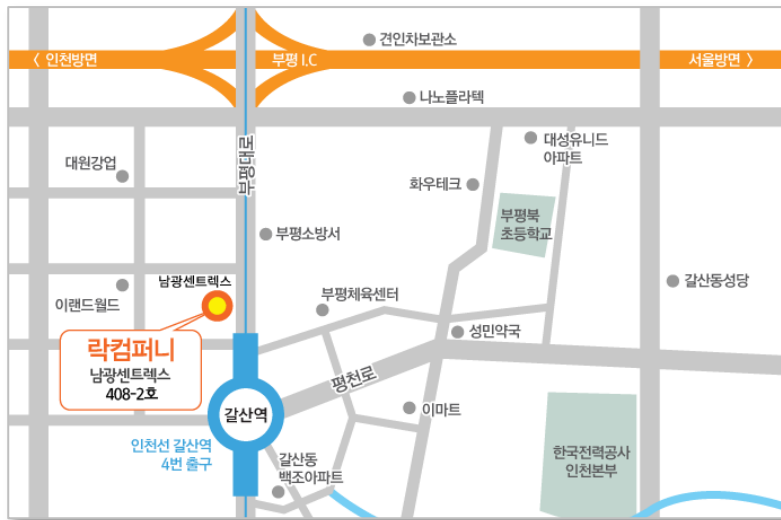 견인차보관소
< 인천방면
부평 I.C
서울방면 >
나노플라텍
대원강업
부평대로
화우테크
대성유니드
아파트
부평북
초등학교
부평소방서
남광센트렉스
이랜드월드
부평체육센터
갈산동성당
성민약국
락컴퍼니
남광센트렉스
408-2호
평천로
갈산역
이마트
인천선 갈산역
4번 출구
갈산동
백조아파트
한국전력공사
인천본부